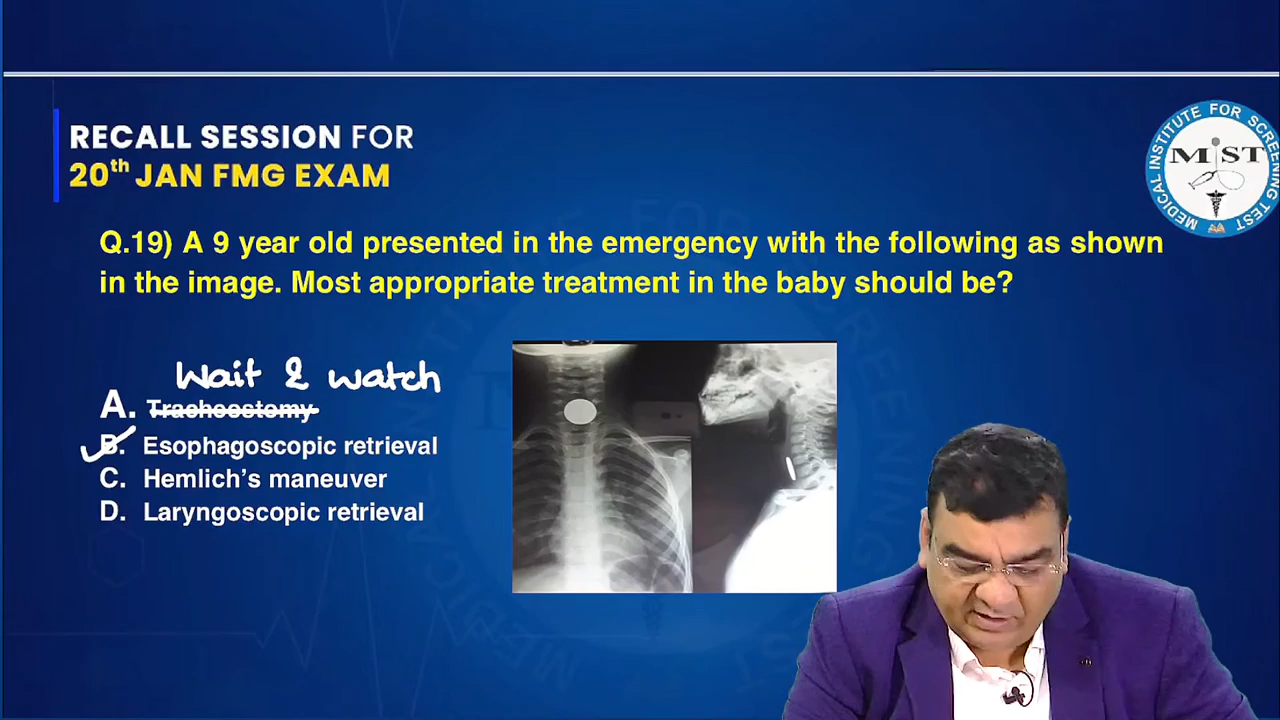 RECALL SESSION FOR
20th JAN FMG EXAM
MEDICAL INSTITUTE FOR SCREENING TEST
MIST
Q.19) A 9 year old presented in the emergency with the following as shown
in the image. Most appropriate treatment in the baby should be?
Wait & watch
A. Tracheostomy
B. Esophagoscopic retrieval
C. Hemlich's maneuver
D. Laryngoscopic retrieval